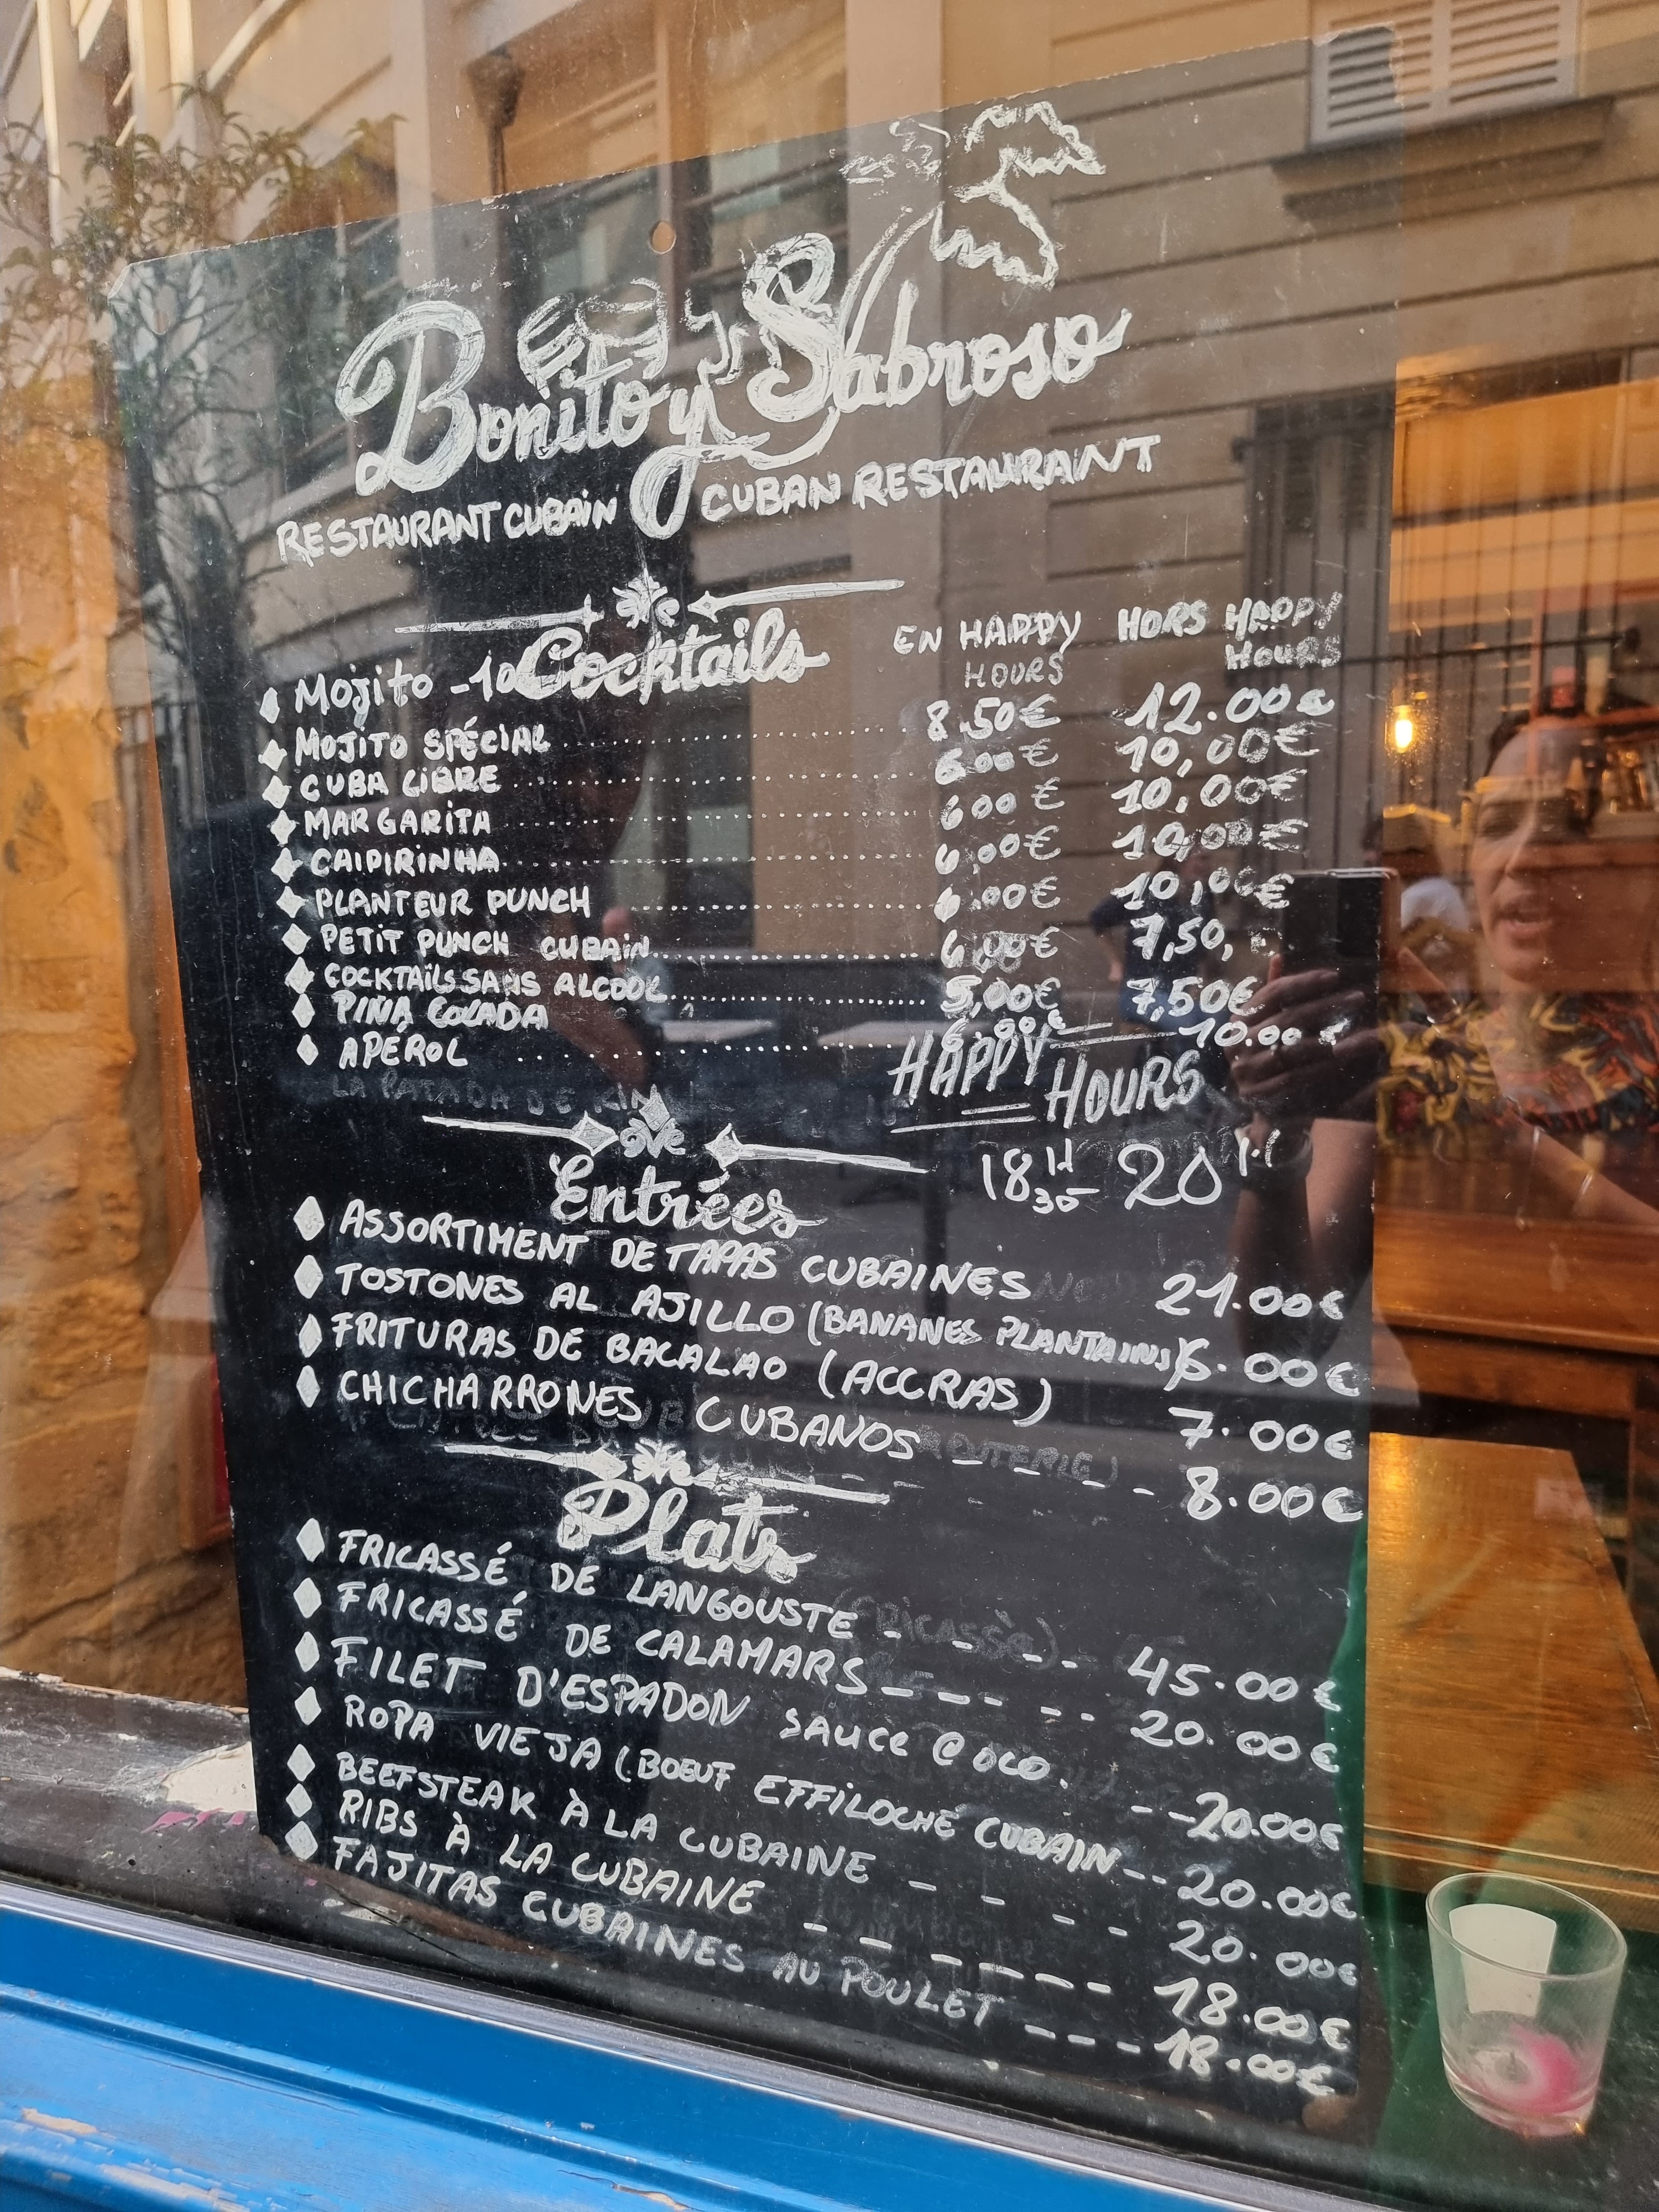 Bonito y Sabroso
RESTAURANT CUBAIN CUBAN RESTAURAINT
Cocktails
EN HAPPY HOURS HORS HAPPY HOURS
MOJITO - 10
MOJITO SPÉCIAL 8.50€ 12.00€
CUBA LIBRE 6.00€ 10,00€
MARGARITA 6 00 € 10,00€
CAIPIRINHA 6,00€ 10,00€
PLANTEUR PUNCH 6.00€ 10,00€
PETIT PUNCH CUBAIN 6,00€ 7,50,
COCKTAILS SANS ALCOOL 5,00€ 7,50€
PINA COLADA
APÉROL 6.00€ 10.00 €
HAPPY HOURS
18H30 - 20H
Entrées
ASSORTIMENT DE TAPAS CUBAINES 21.00€
TOSTONES AL AJILLO (BANANES PLANTAINS) 6.00€
FRITURAS DE BACALAO (ACCRAS) 7.00€
CHICHARRONES CUBANOS - - - - 8.00€
Plats
FRICASSÉ DE LANGOUSTE - - - - 45.00€
FRICASSÉ DE CALAMARS - - - - - - 20.00€
FILET D'ESPADON SAUCE COCO. - - 20.00€
ROPA VIEJA (BOEUF EFFILOCHÉ CUBAIN - - 20.00€
BEEFSTEAK À LA CUBAINE - - - - 20.00€
RIBS À LA CUBAINE - - - - - - 18.00€
FAJITAS CUBAINES AU POULET - - - - 18.00€